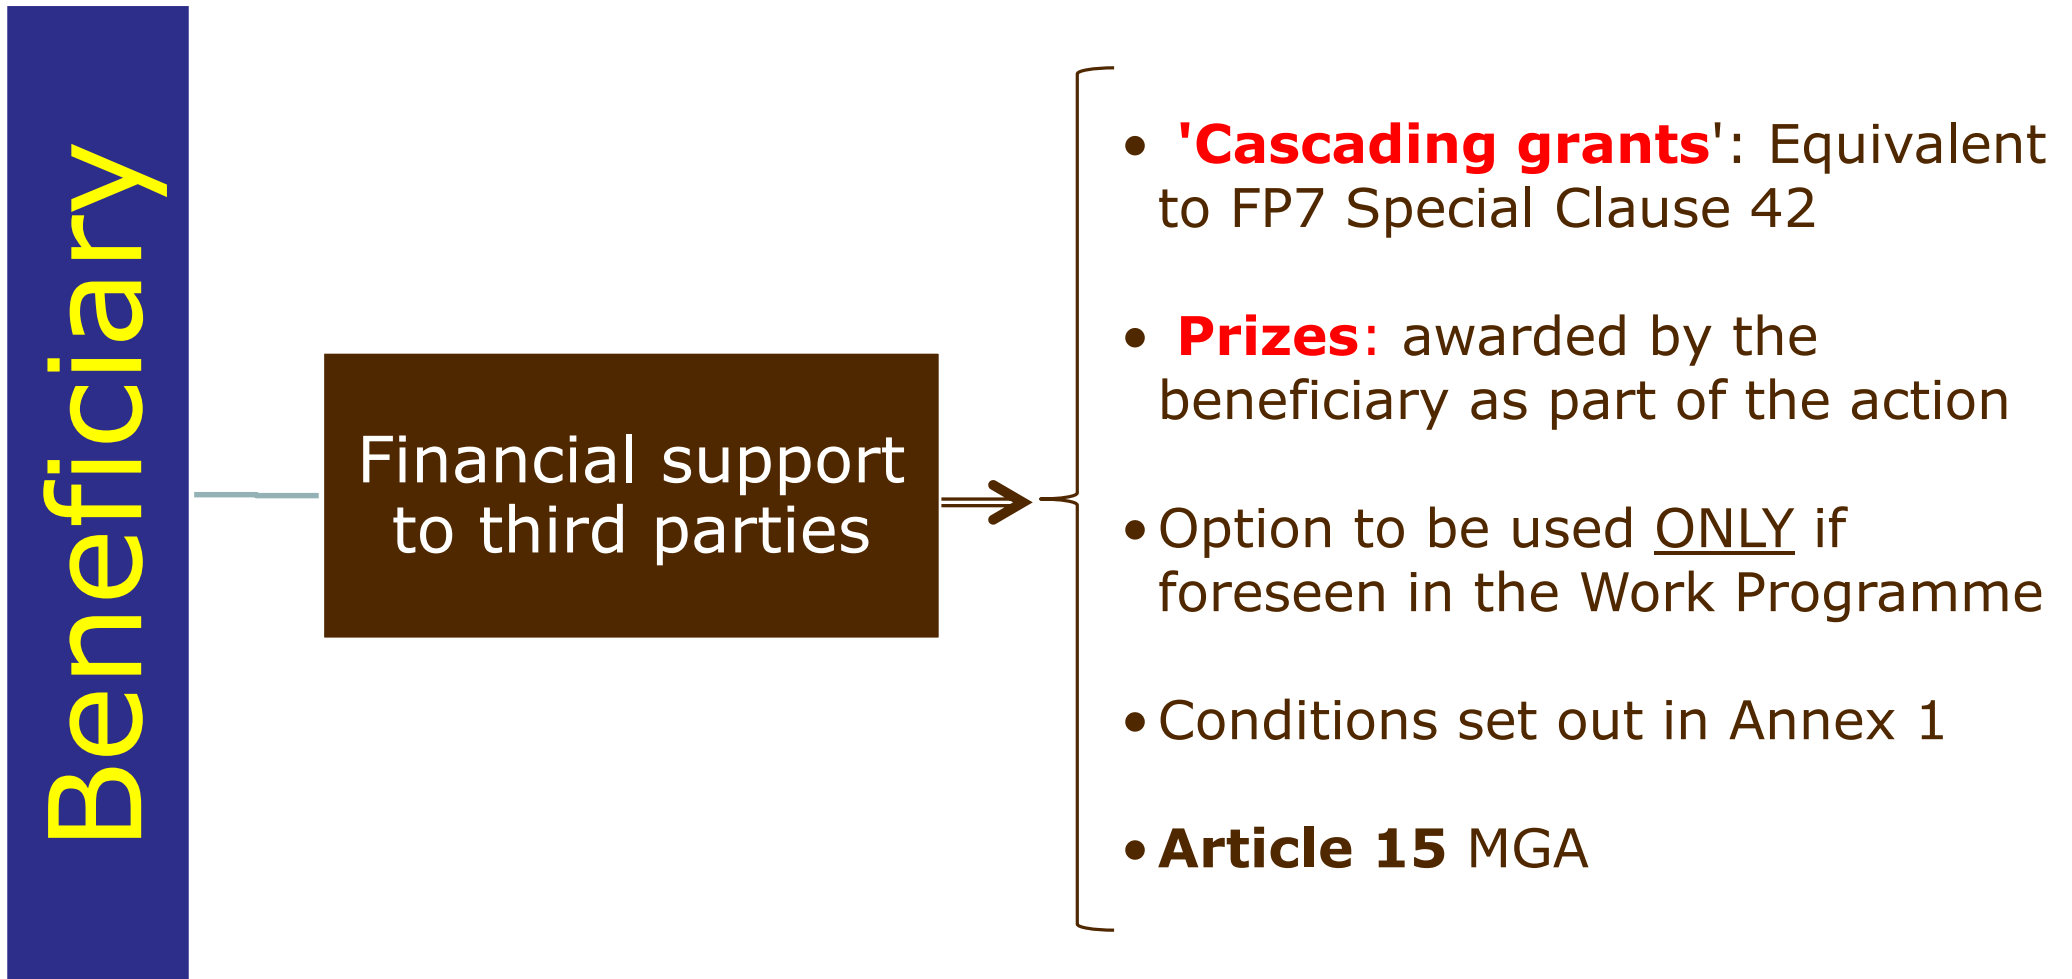 Beneficiary
Financial support
to third parties
• 'Cascading grants': Equivalent
to FP7 Special Clause 42
• Prizes: awarded by the
beneficiary as part of the action
• Option to be used ONLY if
foreseen in the Work Programme
• Conditions set out in Annex 1
• Article 15 MGA